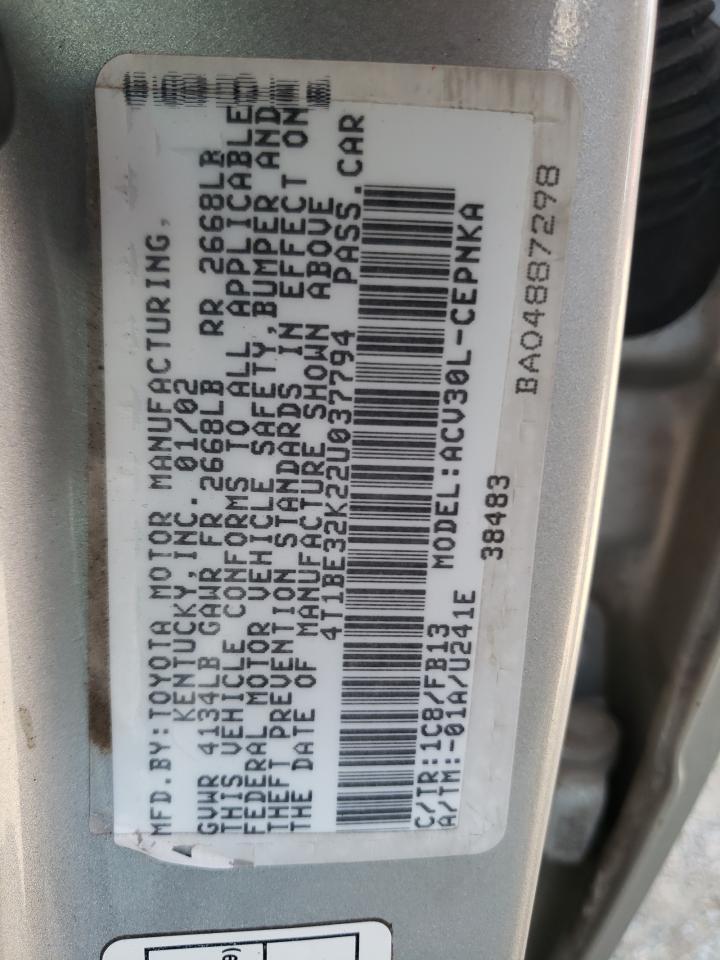 MFD.BY:TOYOTA MOTOR MANUFACTURING,
KENTUCKY,INC. 01/02
GVWR 4134LB GAWR FR 2668LB RR 2668LB
THIS VEHICLE CONFORMS TO ALL APPLICABLE
FEDERAL MOTOR VEHICLE SAFETY,BUMPER AND
THEFT PREVENTION STANDARDS IN EFFECT ON
THE DATE OF MANUFACTURE SHOWN ABOVE
4T1BE32K22U037794 PASS.CAR
C/TR:1C8/FB13 MODEL:ACV30L-CEPNKA
A/TM:-01A/U241E 38483
BA04887298